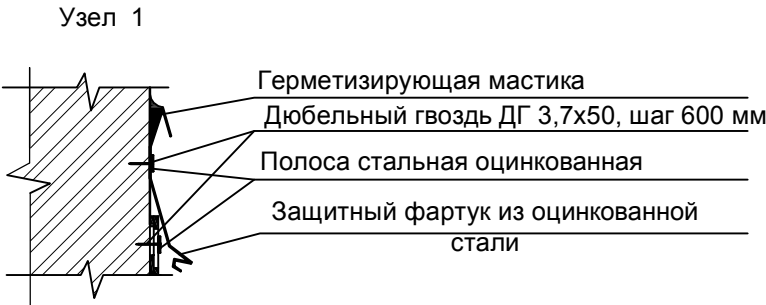 Узел 1
Герметизирующая мастика
Дюбельный гвоздь ДГ 3,7х50, шаг 600 мм
Полоса стальная оцинкованная
Защитный фартук из оцинкованной
стали